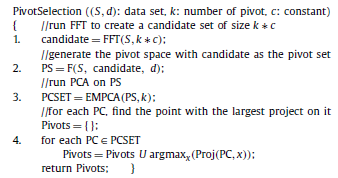 PivotSelection ((S, d): data set, k: number of pivot, c: constant)
{ //run FFT to create a candidate set of size k * c
1. candidate = FFT(S, k * c);
//generate the pivot space with candidate as the pivot set
2. PS = F(S, candidate, d);
//run PCA on PS
3. PCSET = EMPCA(PS, k);
//for each PC, find the point with the largest project on it
Pivots = { };
4. for each PC ∈ PCSET
Pivots = Pivots U argmaxₓ(Proj(PC, x));
return Pivots; }